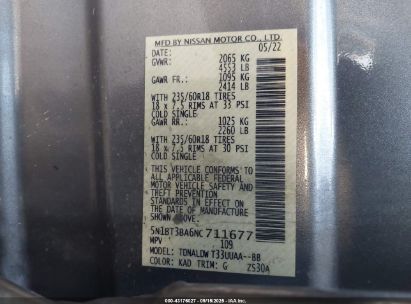 MFD BY NISSAN MOTOR CO., LTD.
DATE: 05/22
GVWR: 2065 KG
4553 LB
GAWR FR.: 1095 KG
2414 LB
WITH 235/60R18 TIRES
18 x 7.5 RIMS AT 33 PSI
COLD SINGLE
GAWR RR.: 1025 KG
2260 LB
WITH 235/60R18 TIRES
18 x 7.5 RIMS AT 30 PSI
COLD SINGLE
THIS VEHICLE CONFORMS TO
ALL APPLICABLE FEDERAL
MOTOR VEHICLE SAFETY
STANDARDS IN EFFECT ON THE
DATE OF MANUFACTURE
SHOWN ABOVE.
5N1BT3BA6NC711677
MPV 109
MODEL: TDNALDW T33UUAA--BB
COLOR: KAD TRIM: G ZS30A